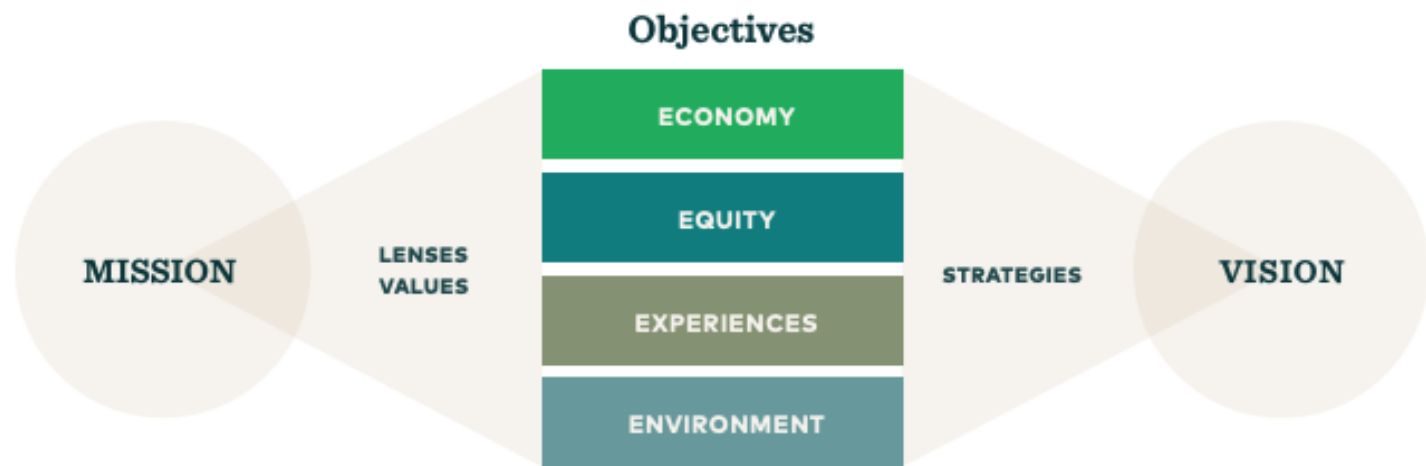 Objectives
ECONOMY
EQUITY
EXPERIENCES
ENVIRONMENT
MISSION
LENSES
VALUES
STRATEGIES
VISION